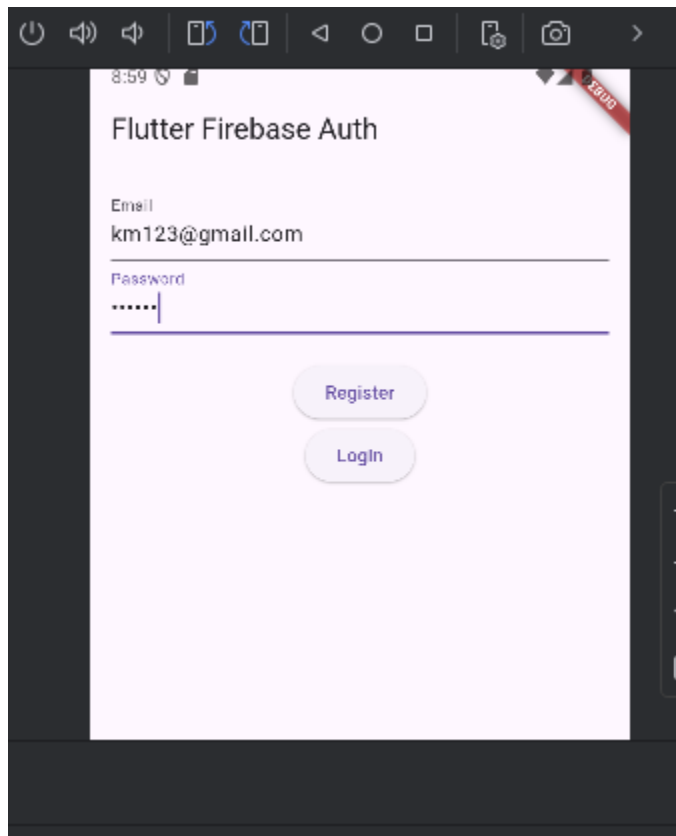 8:59
DEBUG
Flutter Firebase Auth
Email
km123@gmail.com
Password
••••••
Register
LogIn